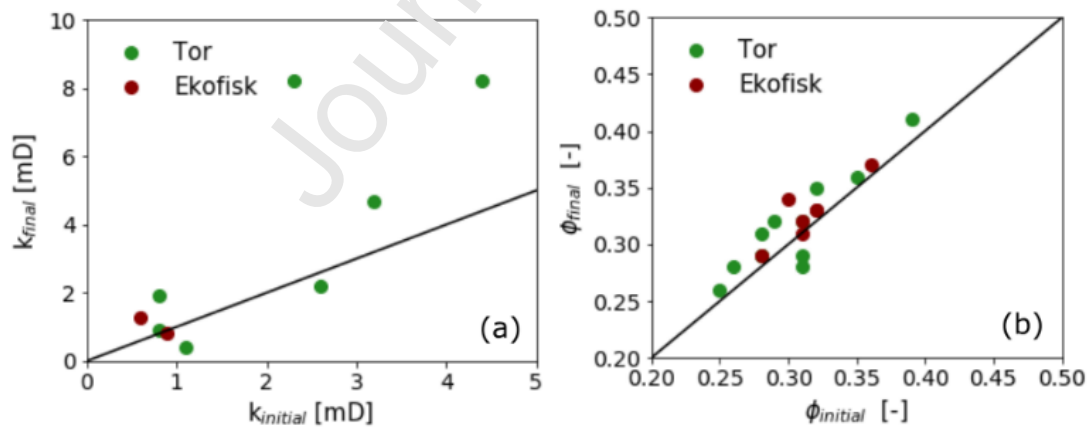 10
8
6
4
2
0
0 1 2 3 4 5
k_final [mD]
k_initial [mD]
Tor
Ekofisk
(a)
Journ
0.50
0.45
0.40
0.35
0.30
0.25
0.20
0.20 0.25 0.30 0.35 0.40 0.45 0.50
ϕ_final [-]
ϕ_initial [-]
Tor
Ekofisk
(b)